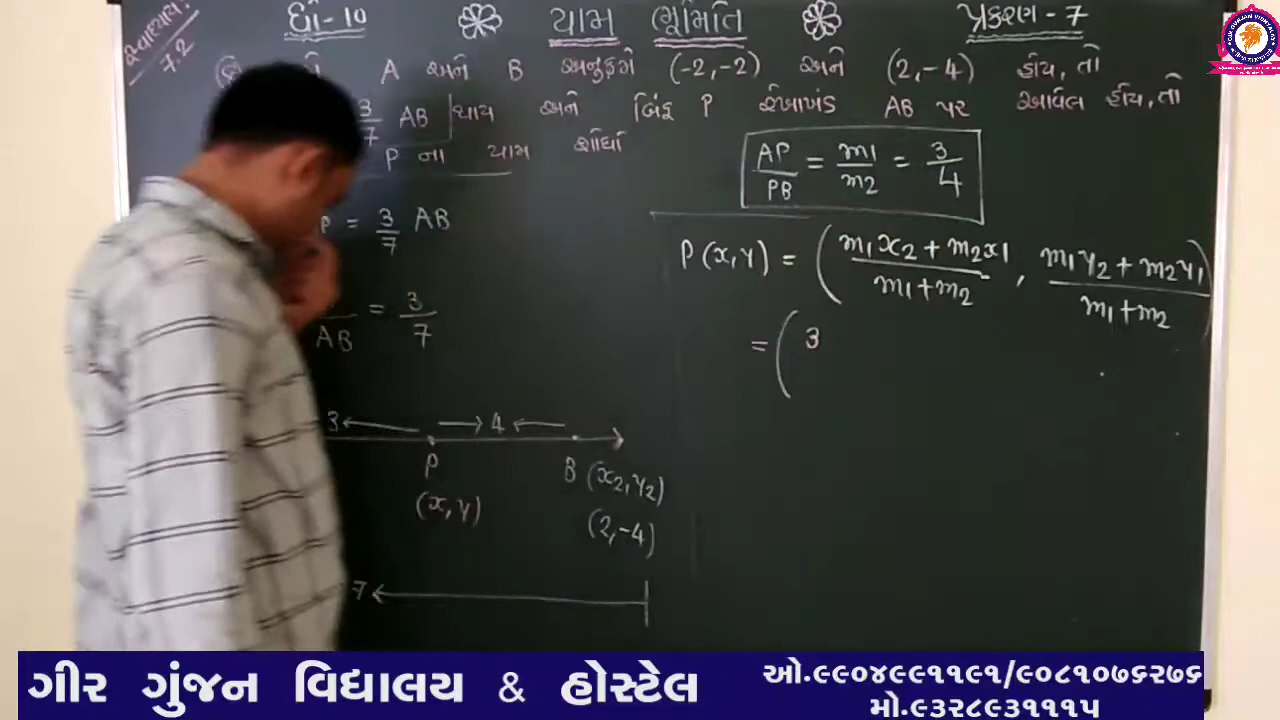 સ્વાધ્યાય : 7.2
ધો-10 યામ ભૂમિતિ પ્રકરણ - 7
A અને B અનુક્રમે (-2,-2) અને (2,-4) હોય, તો
3/7 AB થાય અને બિંદુ P રેખાખંડ AB પર આવેલ હોય, તો
P ના યામ શોધો
AP/PB = m1/m2 = 3/4
P = 3/7 AB
AB = 3/7
P(x,y) = (m1x2+m2x1/m1+m2 , m1y2+m2y1/m1+m2)
= ( 3
3 4
P B (x2,y2)
(x,y) (2,-4)
7
ગીર ગુંજન વિદ્યાલય & હોસ્ટેલ
ઓ.૯૯૦૪૯૯૧૧૯૧/૯૦૮૧૦૭૬૨૭૬
મો.૯૩૨૮૯૩૧૧૧૫